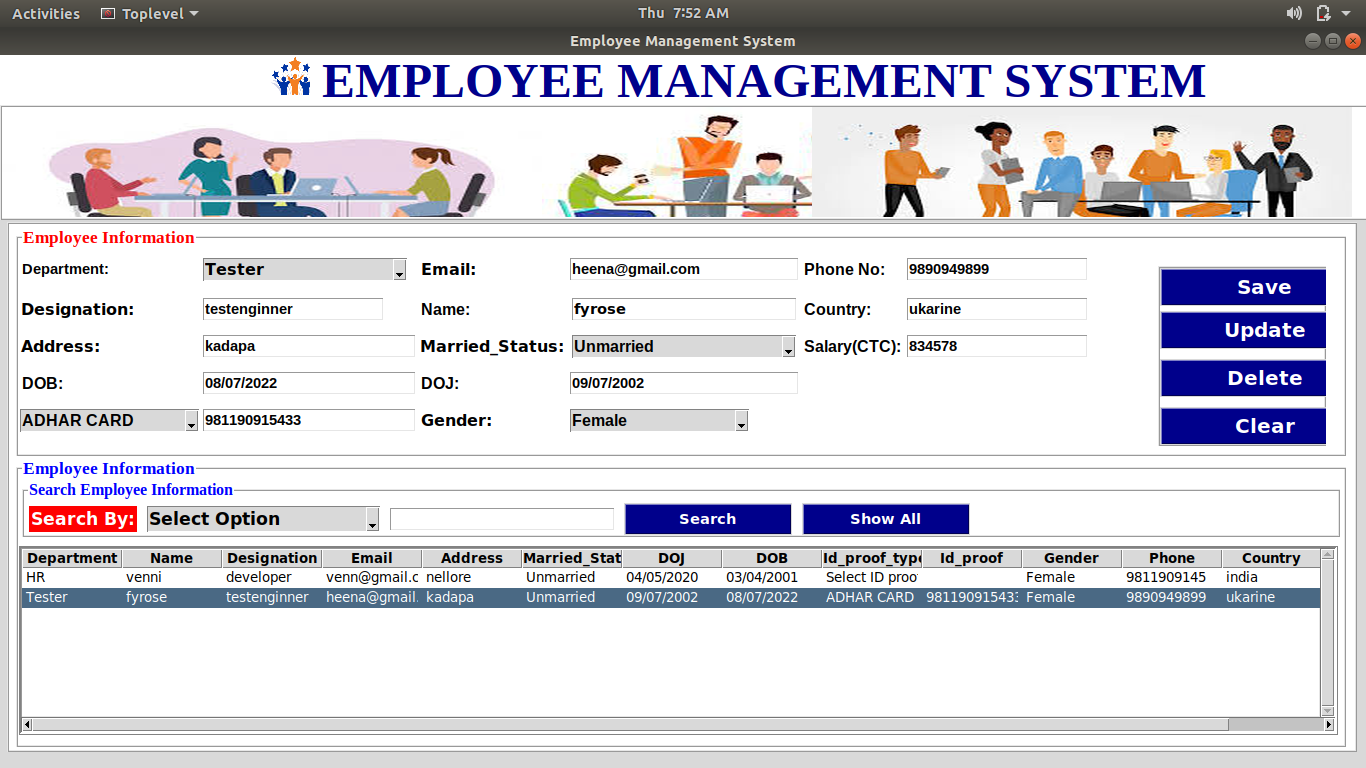 Activities Toplevel Thu 7:52 AM
Employee Management System
EMPLOYEE MANAGEMENT SYSTEM
Employee Information
Department: Tester Email: heena@gmail.com Phone No: 9890949899
Save
Designation: testenginner Name: fyrose Country: ukarine
Update
Address: kadapa Married_Status: Unmarried Salary(CTC): 834578
DOB: 08/07/2022 DOJ: 09/07/2002
Delete
ADHAR CARD 981190915433 Gender: Female
Clear
Employee Information
Search Employee Information
Search By: Select Option Search Show All
Department Name Designation Email Address Married_Stat DOJ DOB Id_proof_type Id_proof Gender Phone Country
HR venni developer venn@gmail.c nellore Unmarried 04/05/2020 03/04/2001 Select ID proof Female 9811909145 india
Tester fyrose testenginner heena@gmail. kadapa Unmarried 09/07/2002 08/07/2022 ADHAR CARD 981190915433 Female 9890949899 ukarine